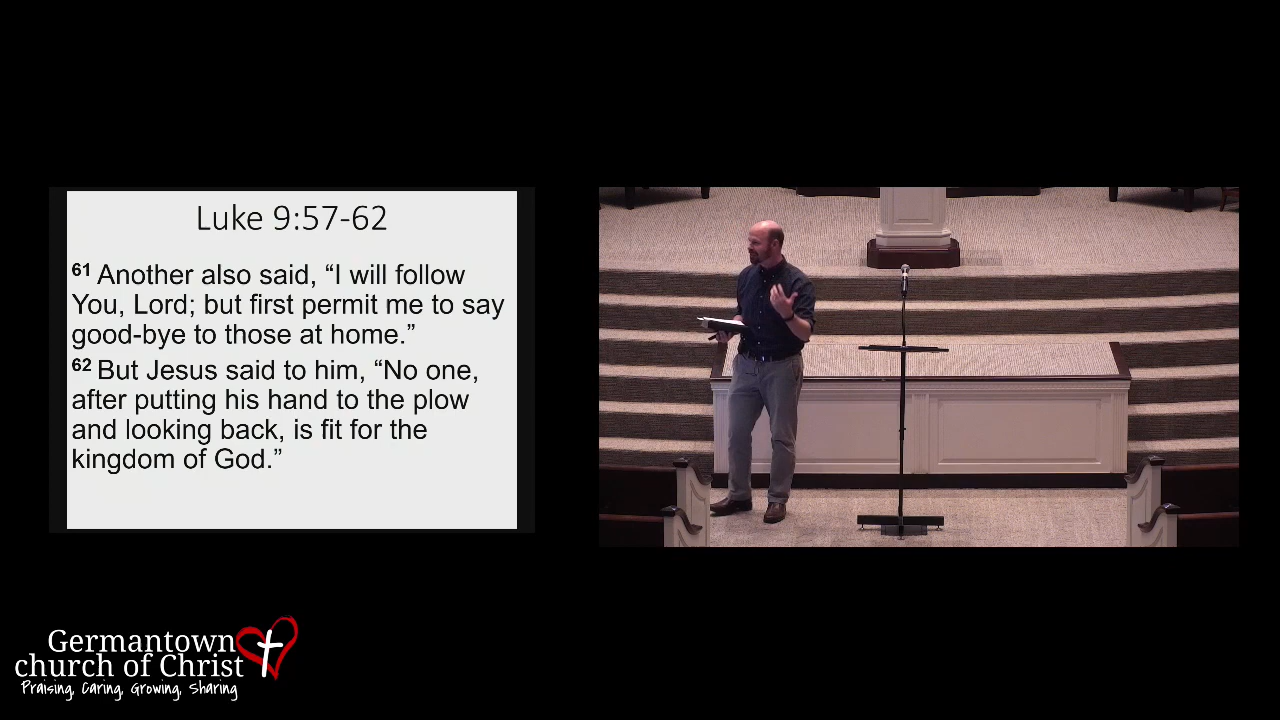 Luke 9:57-62
61 Another also said, “I will follow
You, Lord; but first permit me to say
good-bye to those at home.”
62 But Jesus said to him, “No one,
after putting his hand to the plow
and looking back, is fit for the
kingdom of God.”
Germantown
church of Christ
Praising, Caring, Growing, Sharing